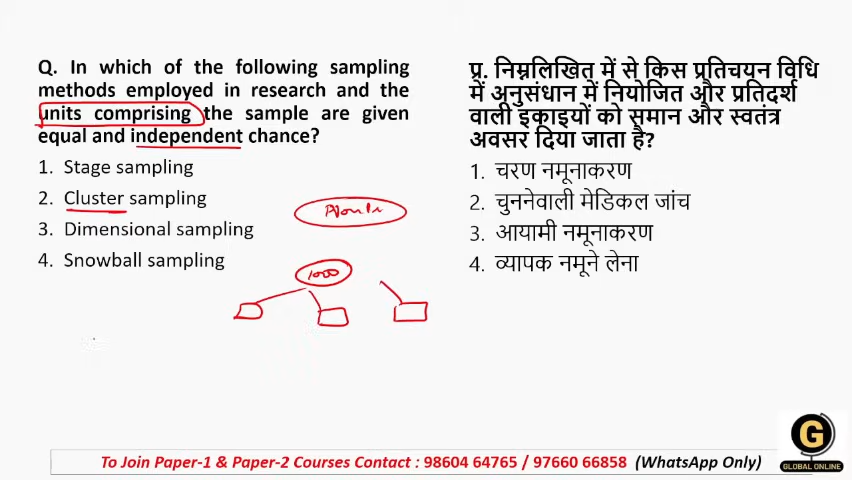 Q. In which of the following sampling
methods employed in research and the
units comprising the sample are given
equal and independent chance?
1. Stage sampling
2. Cluster sampling
3. Dimensional sampling
4. Snowball sampling
1000
प्र. निम्नलिखित में से किस प्रतिचयन विधि
में अनुसंधान में नियोजित और प्रतिदर्श
वाली इकाइयों को समान और स्वतंत्र
अवसर दिया जाता है?
1. चरण नमूनाकरण
2. चुननेवाली मेडिकल जांच
3. आयामी नमूनाकरण
4. व्यापक नमूने लेना
G
GLOBAL ONLINE
To Join Paper-1 & Paper-2 Courses Contact : 98604 64765 / 97660 66858 (WhatsApp Only)